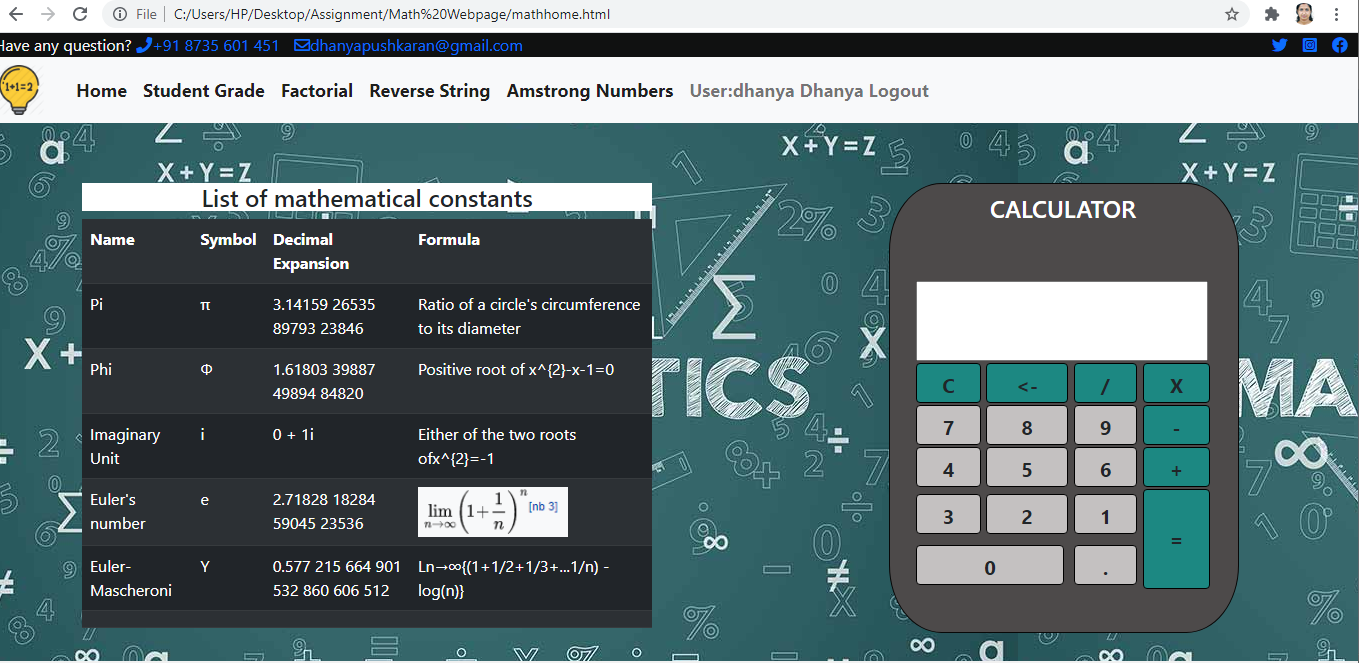 File | C:/Users/HP/Desktop/Assignment/Math%20Webpage/mathhome.html
Have any question? +91 8735 601 451 dhanyapushkaran@gmail.com
1+1=2
Home Student Grade Factorial Reverse String Amstrong Numbers User:dhanya Dhanya Logout
X+Y=Z
X+Y=Z
X+Y=Z
List of mathematical constants
Name Symbol Decimal Expansion Formula
Pi π 3.14159 26535 89793 23846 Ratio of a circle's circumference to its diameter
Phi Φ 1.61803 39887 49894 84820 Positive root of x^{2}-x-1=0
Imaginary Unit i 0 + 1i Either of the two roots ofx^{2}=-1
Euler's number e 2.71828 18284 59045 23536 lim n→∞ (1+1/n)^n [nb 3]
Euler-Mascheroni Y 0.577 215 664 901 532 860 606 512 Ln→∞{(1+1/2+1/3+...1/n) - log(n)}
TICS
MA
CALCULATOR
C <- / X
7 8 9 -
4 5 6 +
3 2 1 =
0 .